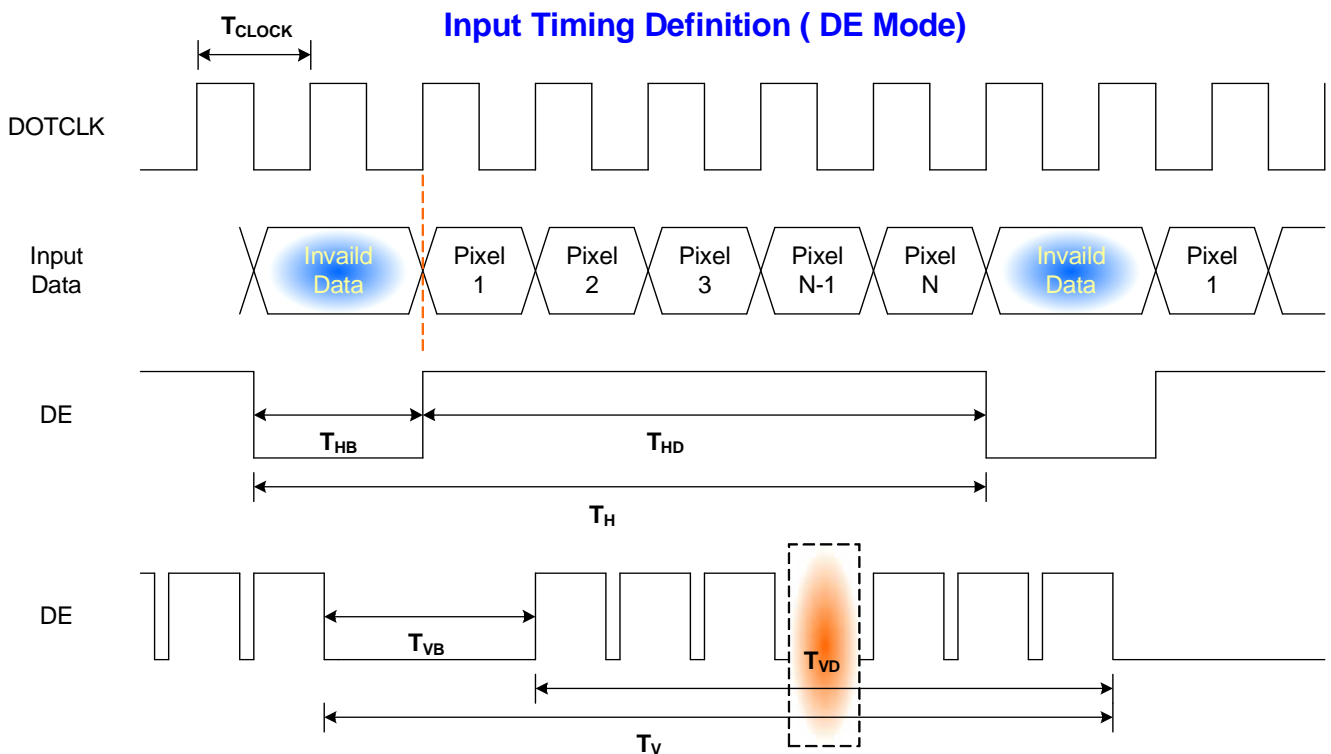 Input Timing Definition ( DE Mode)
TCLOCK
DOTCLK
Input
Data
Invaild
Data
Pixel
1
Pixel
2
Pixel
3
Pixel
N-1
Pixel
N
Invaild
Data
Pixel
1
DE
THB
THD
TH
DE
TVB
TVD
TV